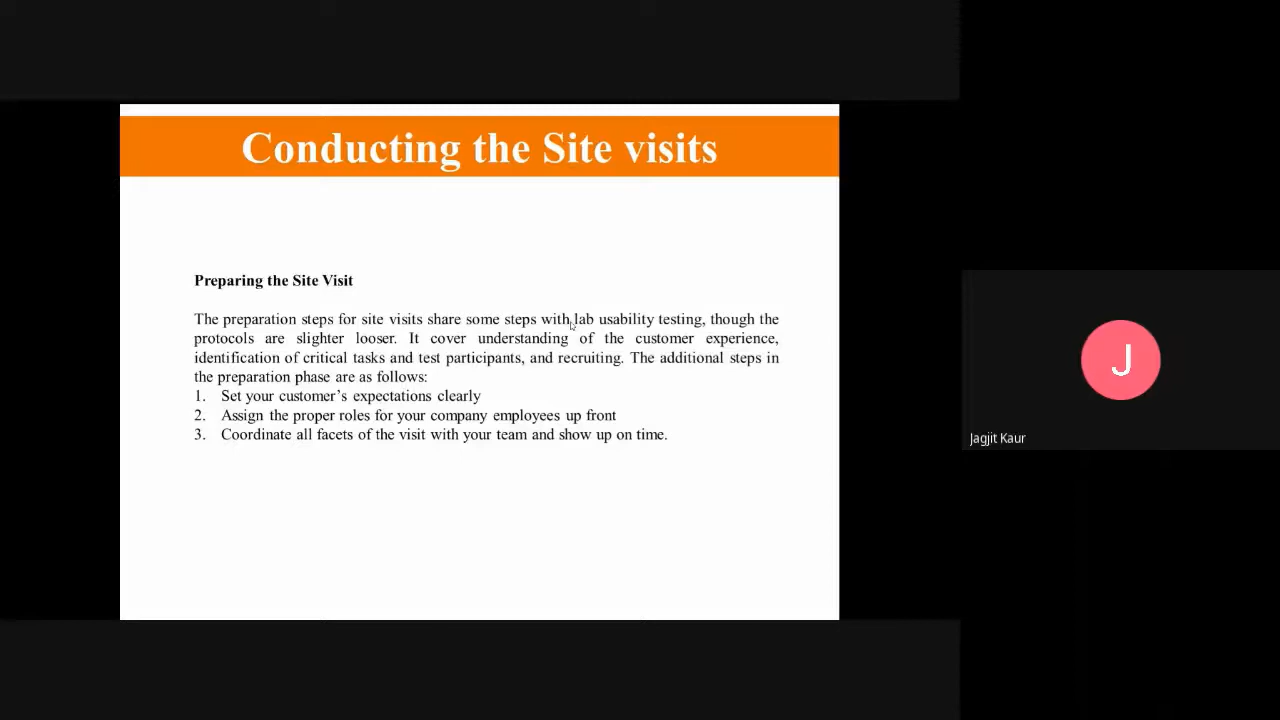 Conducting the Site visits
Preparing the Site Visit
The preparation steps for site visits share some steps with lab usability testing, though the
protocols are slighter looser. It cover understanding of the customer experience,
identification of critical tasks and test participants, and recruiting. The additional steps in
the preparation phase are as follows:
1. Set your customer’s expectations clearly
2. Assign the proper roles for your company employees up front
3. Coordinate all facets of the visit with your team and show up on time.
J
Jagjit Kaur